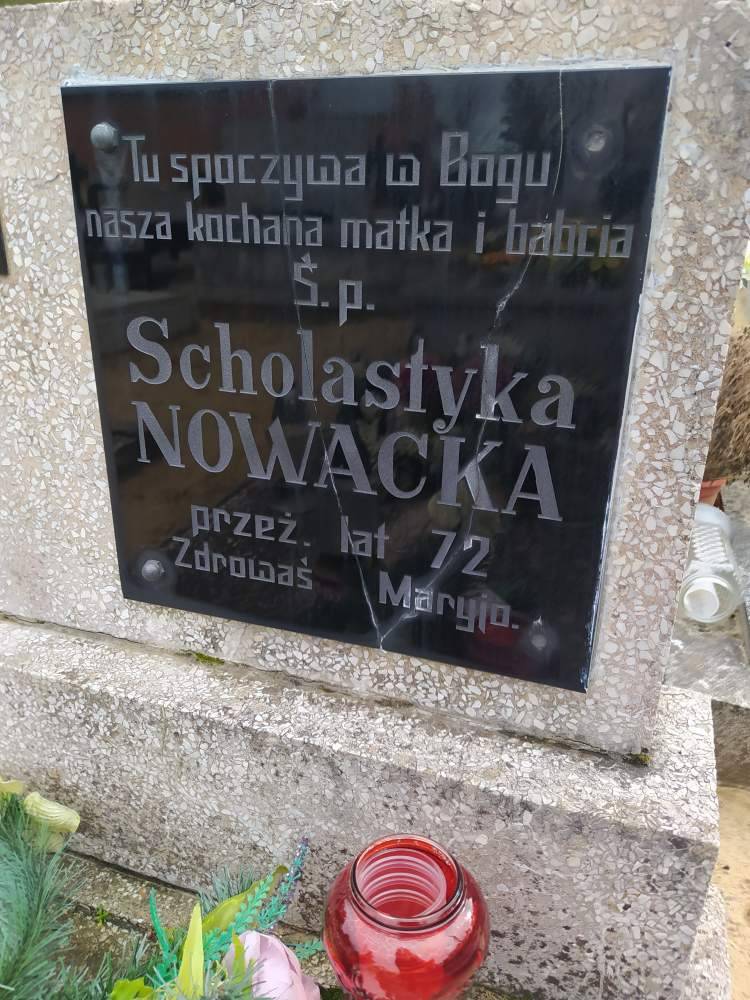 Tu spoczywa w Bogu
nasza kochana matka i babcia
Ś.p.
Scholastyka
NOWACKA
przeż. lat 72
Zdrowaś Maryjo.